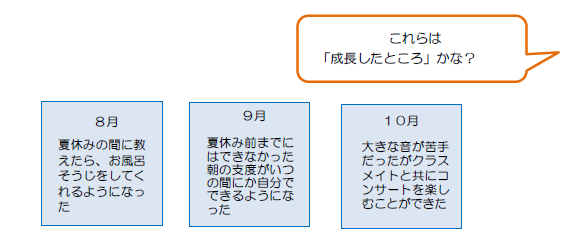 これらは
「成長したところ」かな？
８月
夏休みの間に教
えたら、お風呂
そうじをしてく
れるようになっ
た
９月
夏休み前までに
はできなかった
朝の支度がいつ
の間にか自分で
できるようにな
った
１０月
大きな音が苦手
だったがクラス
メイトと共にコ
ンサートを楽し
むことができた